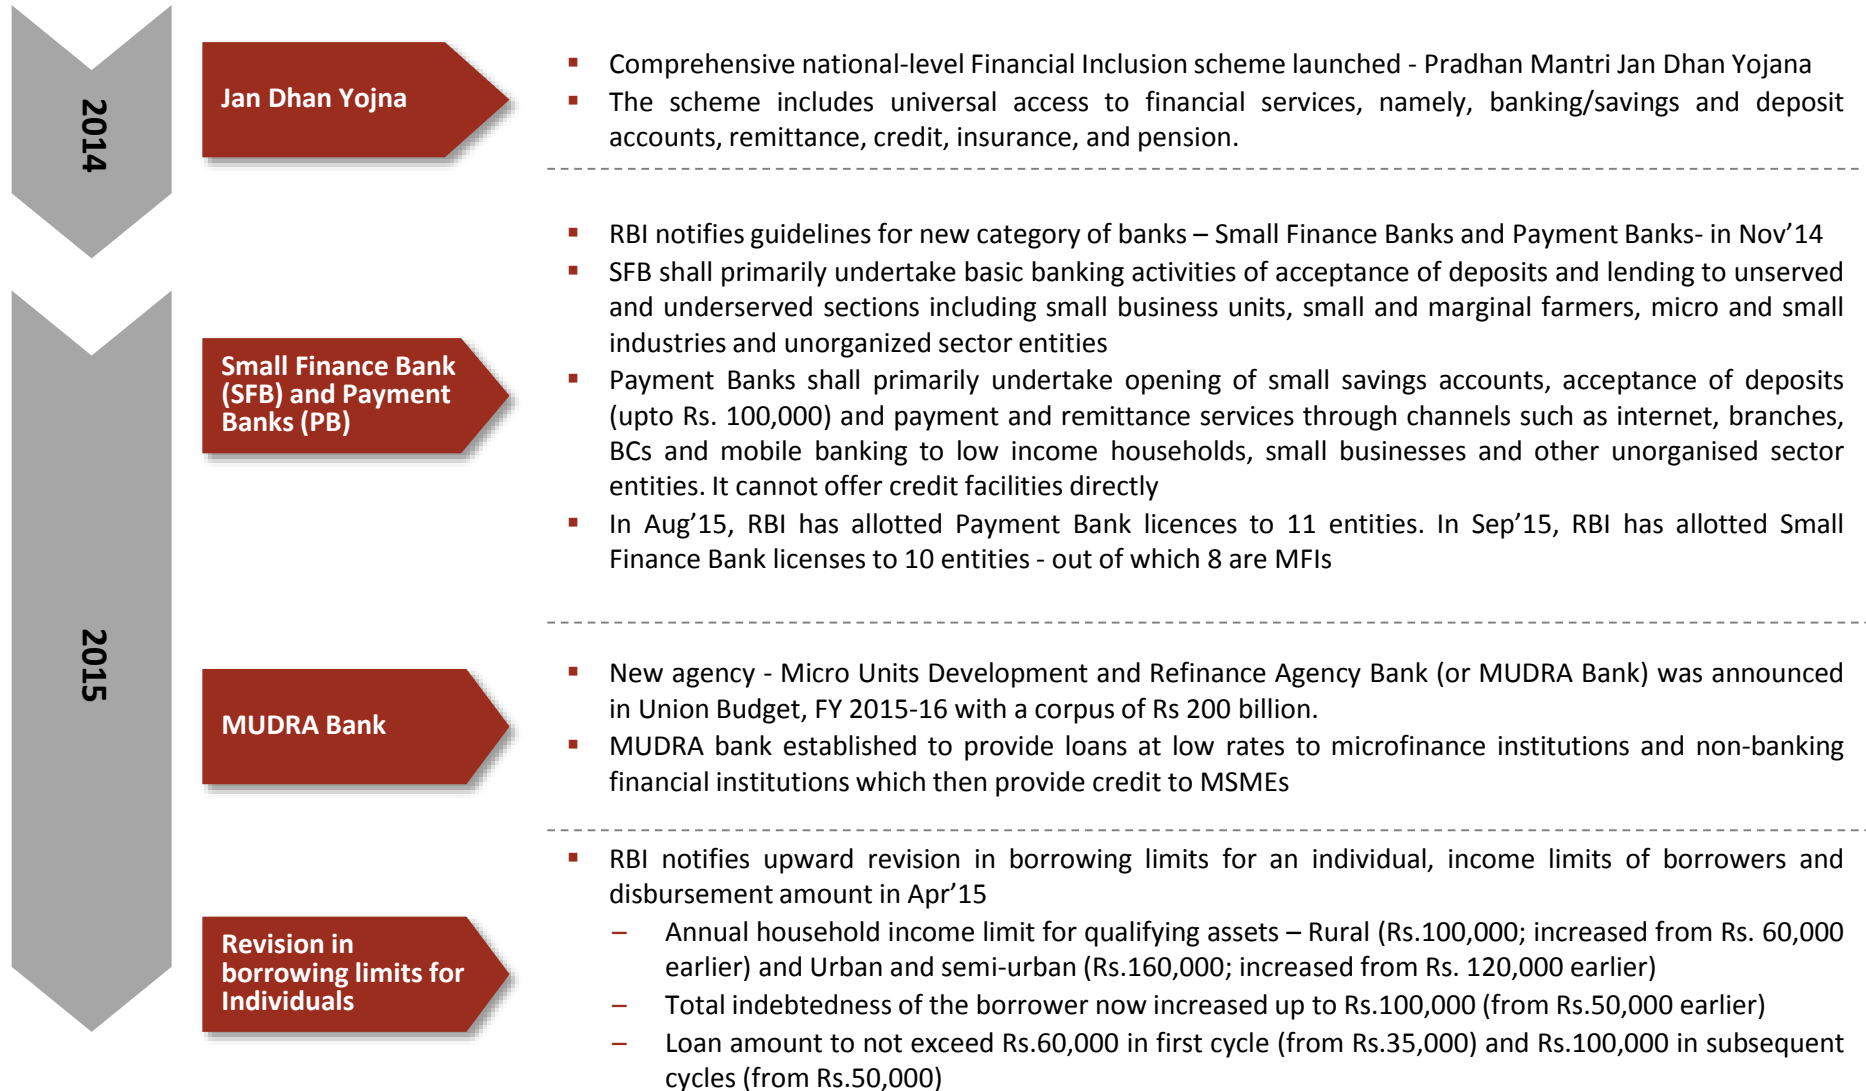 2014
Jan Dhan Yojna
▪ Comprehensive national-level Financial Inclusion scheme launched - Pradhan Mantri Jan Dhan Yojana
▪ The scheme includes universal access to financial services, namely, banking/savings and deposit
accounts, remittance, credit, insurance, and pension.
2015
Small Finance Bank
(SFB) and Payment
Banks (PB)
▪ RBI notifies guidelines for new category of banks – Small Finance Banks and Payment Banks- in Nov’14
▪ SFB shall primarily undertake basic banking activities of acceptance of deposits and lending to unserved
and underserved sections including small business units, small and marginal farmers, micro and small
industries and unorganized sector entities
▪ Payment Banks shall primarily undertake opening of small savings accounts, acceptance of deposits
(upto Rs. 100,000) and payment and remittance services through channels such as internet, branches,
BCs and mobile banking to low income households, small businesses and other unorganised sector
entities. It cannot offer credit facilities directly
▪ In Aug’15, RBI has allotted Payment Bank licences to 11 entities. In Sep’15, RBI has allotted Small
Finance Bank licenses to 10 entities - out of which 8 are MFIs
MUDRA Bank
▪ New agency - Micro Units Development and Refinance Agency Bank (or MUDRA Bank) was announced
in Union Budget, FY 2015-16 with a corpus of Rs 200 billion.
▪ MUDRA bank established to provide loans at low rates to microfinance institutions and non-banking
financial institutions which then provide credit to MSMEs
Revision in
borrowing limits for
Individuals
▪ RBI notifies upward revision in borrowing limits for an individual, income limits of borrowers and
disbursement amount in Apr’15
– Annual household income limit for qualifying assets – Rural (Rs.100,000; increased from Rs. 60,000
earlier) and Urban and semi-urban (Rs.160,000; increased from Rs. 120,000 earlier)
– Total indebtedness of the borrower now increased up to Rs.100,000 (from Rs.50,000 earlier)
– Loan amount to not exceed Rs.60,000 in first cycle (from Rs.35,000) and Rs.100,000 in subsequent
cycles (from Rs.50,000)